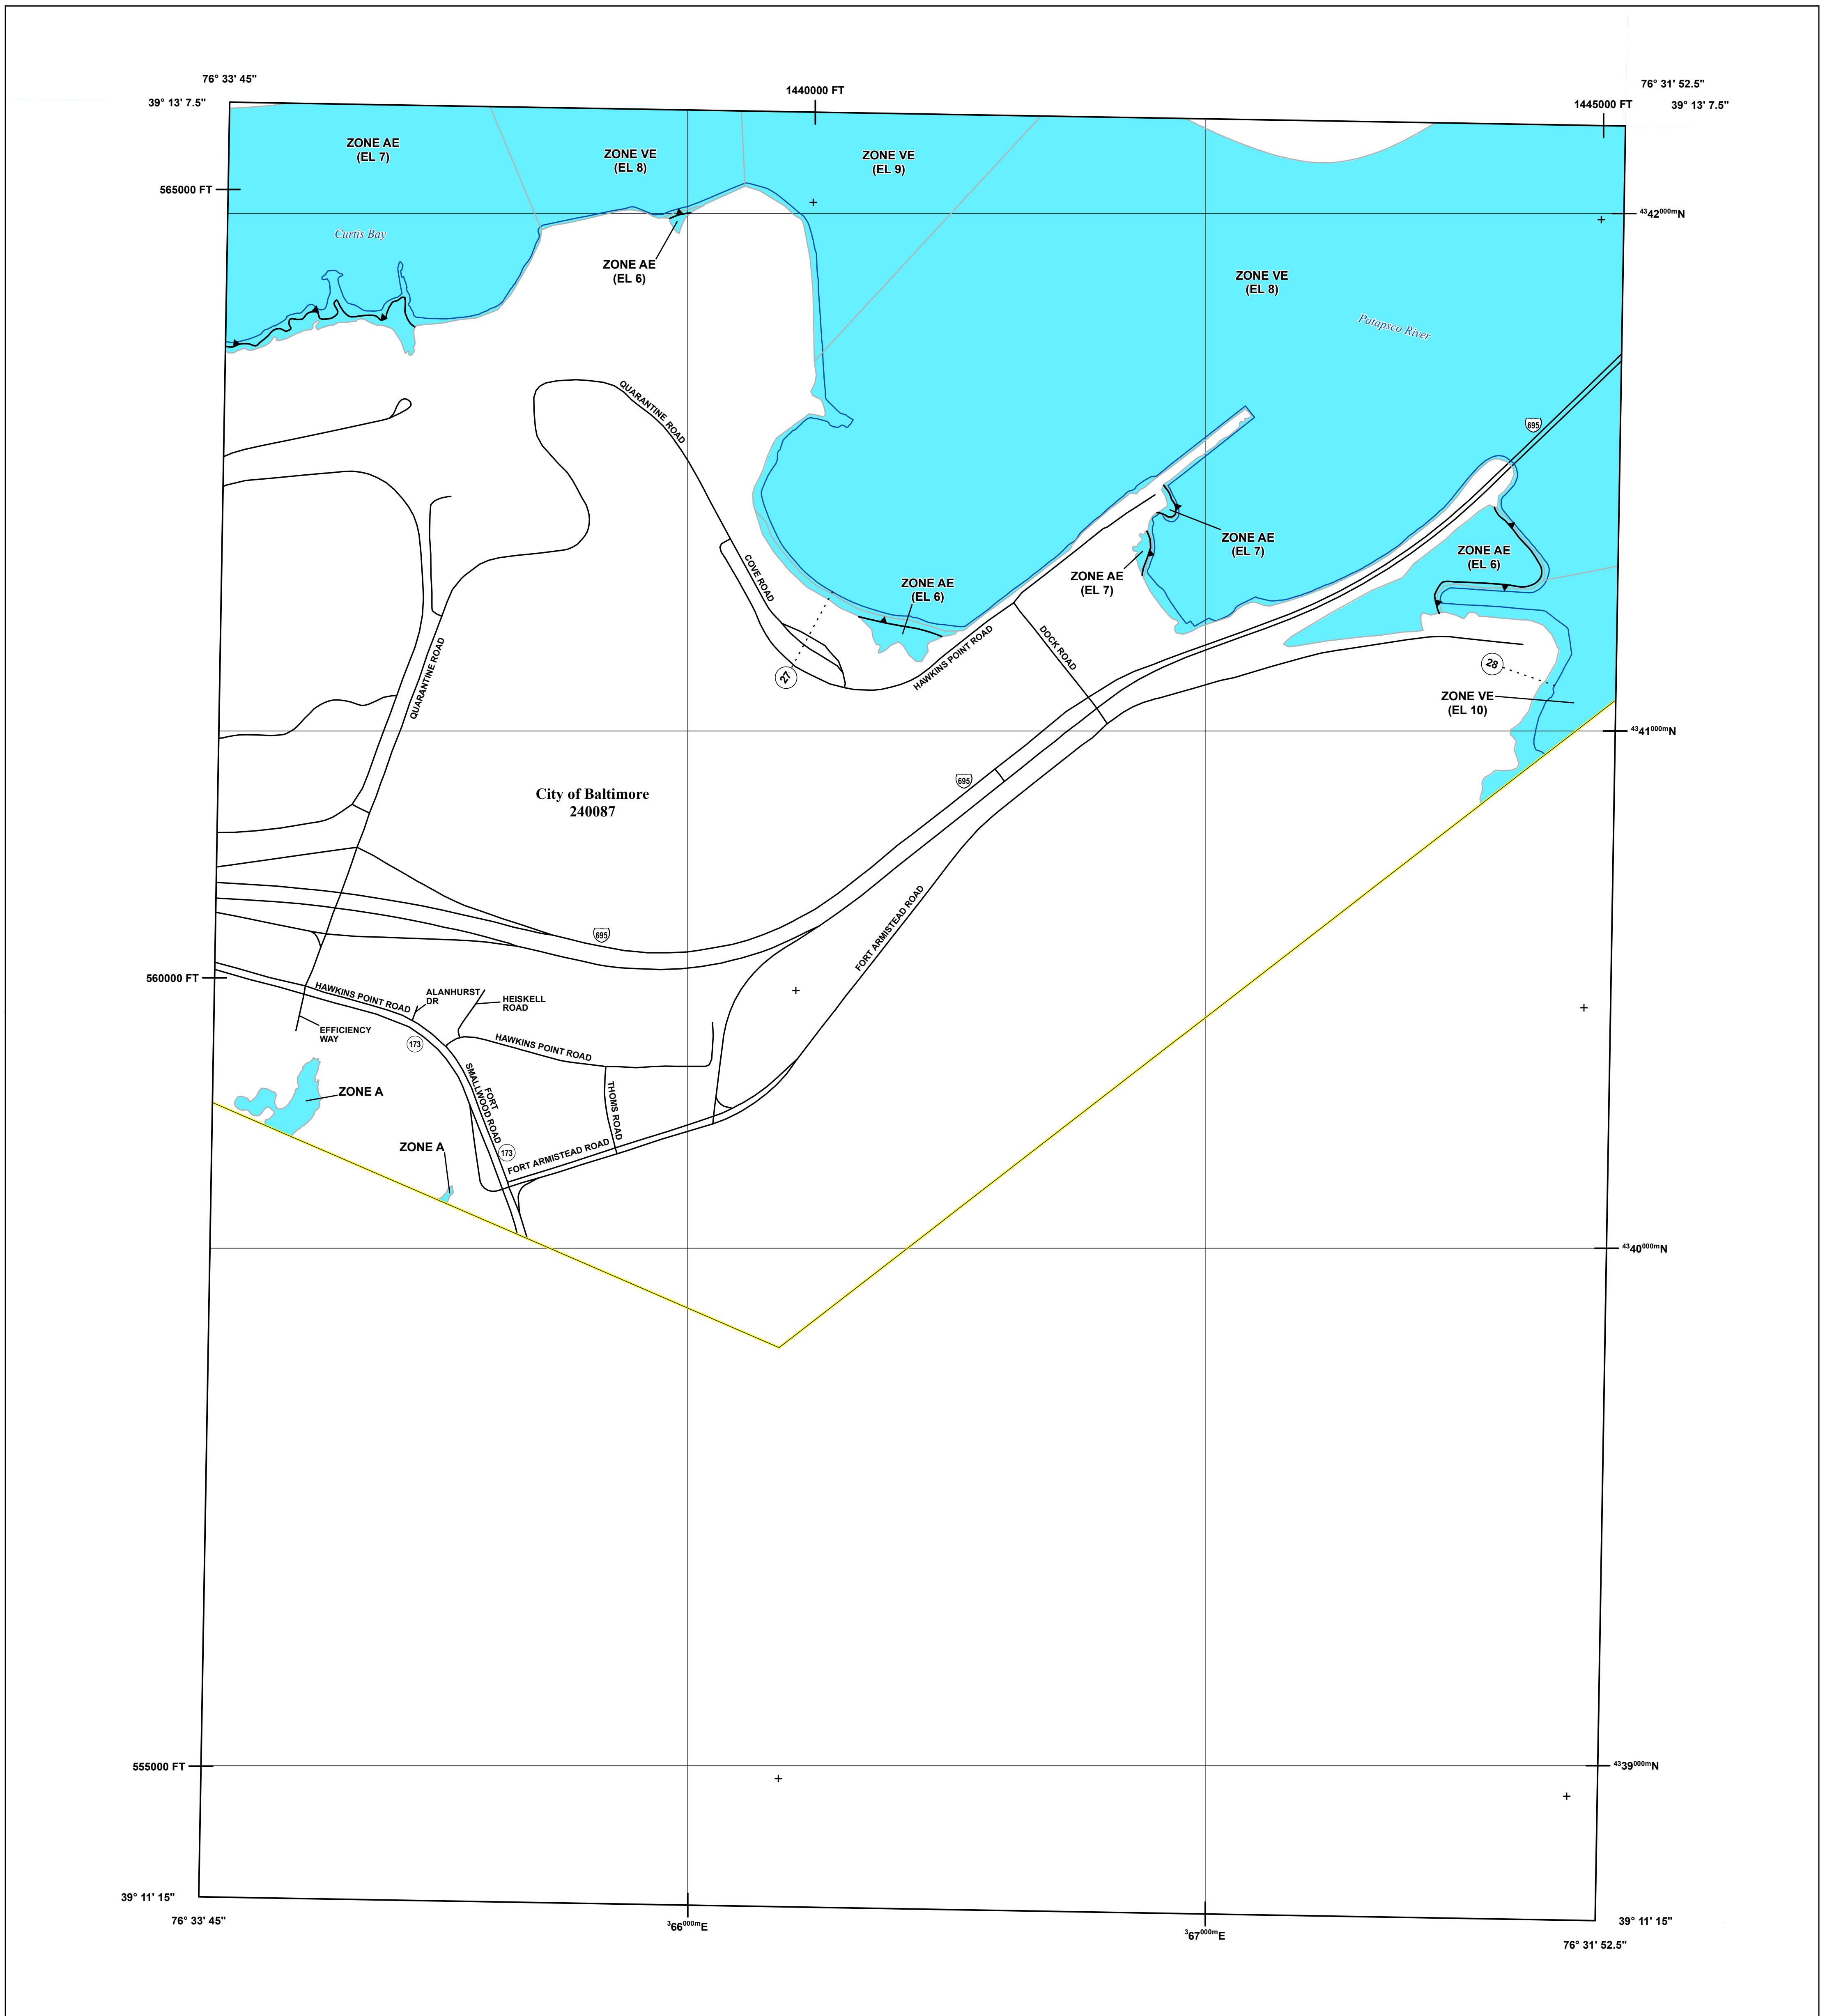 76° 33' 45"
39° 13' 7.5"
1440000 FT
76° 31' 52.5"
1445000 FT
39° 13' 7.5"
ZONE AE
(EL 7)
ZONE VE
(EL 8)
ZONE VE
(EL 9)
565000 FT
4342000mN
Curtis Bay
ZONE AE
(EL 6)
ZONE VE
(EL 8)
Patapsco River
QUARANTINE ROAD
695
COVE ROAD
ZONE AE
(EL 7)
ZONE AE
(EL 6)
ZONE AE
(EL 7)
ZONE AE
(EL 6)
HAWKINS POINT ROAD
DOCK ROAD
QUARANTINE ROAD
27
28
ZONE VE
(EL 10)
4341000mN
695
City of Baltimore
240087
FORT ARMISTEAD ROAD
695
560000 FT
HAWKINS POINT ROAD
ALANHURST
DR
HEISKELL
ROAD
EFFICIENCY
WAY
173
HAWKINS POINT ROAD
FORT
SMALLWOOD ROAD
THOMS ROAD
ZONE A
ZONE A
173
FORT ARMISTEAD ROAD
4340000mN
555000 FT
4339000mN
39° 11' 15"
76° 33' 45"
366000mE
367000mE
39° 11' 15"
76° 31' 52.5"